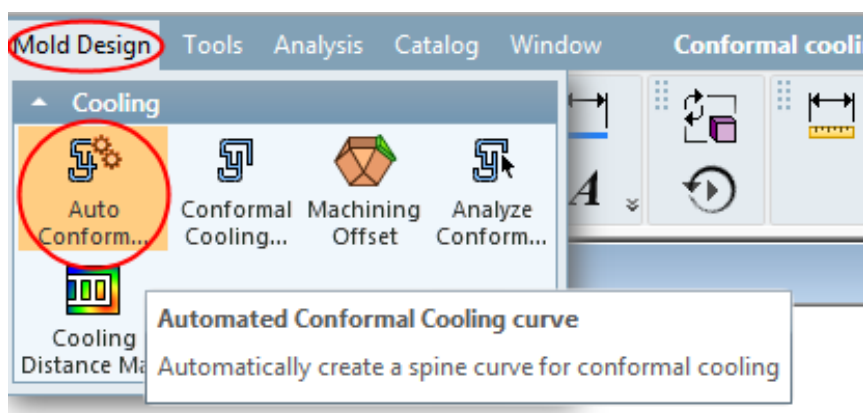 Mold Design Tools Analysis Catalog Window Conformal cooli
Cooling
Auto Conform...
Conformal Cooling...
Machining Offset
Analyze Conform...
A
Cooling Distance Ma
Automated Conformal Cooling curve
Automatically create a spine curve for conformal cooling